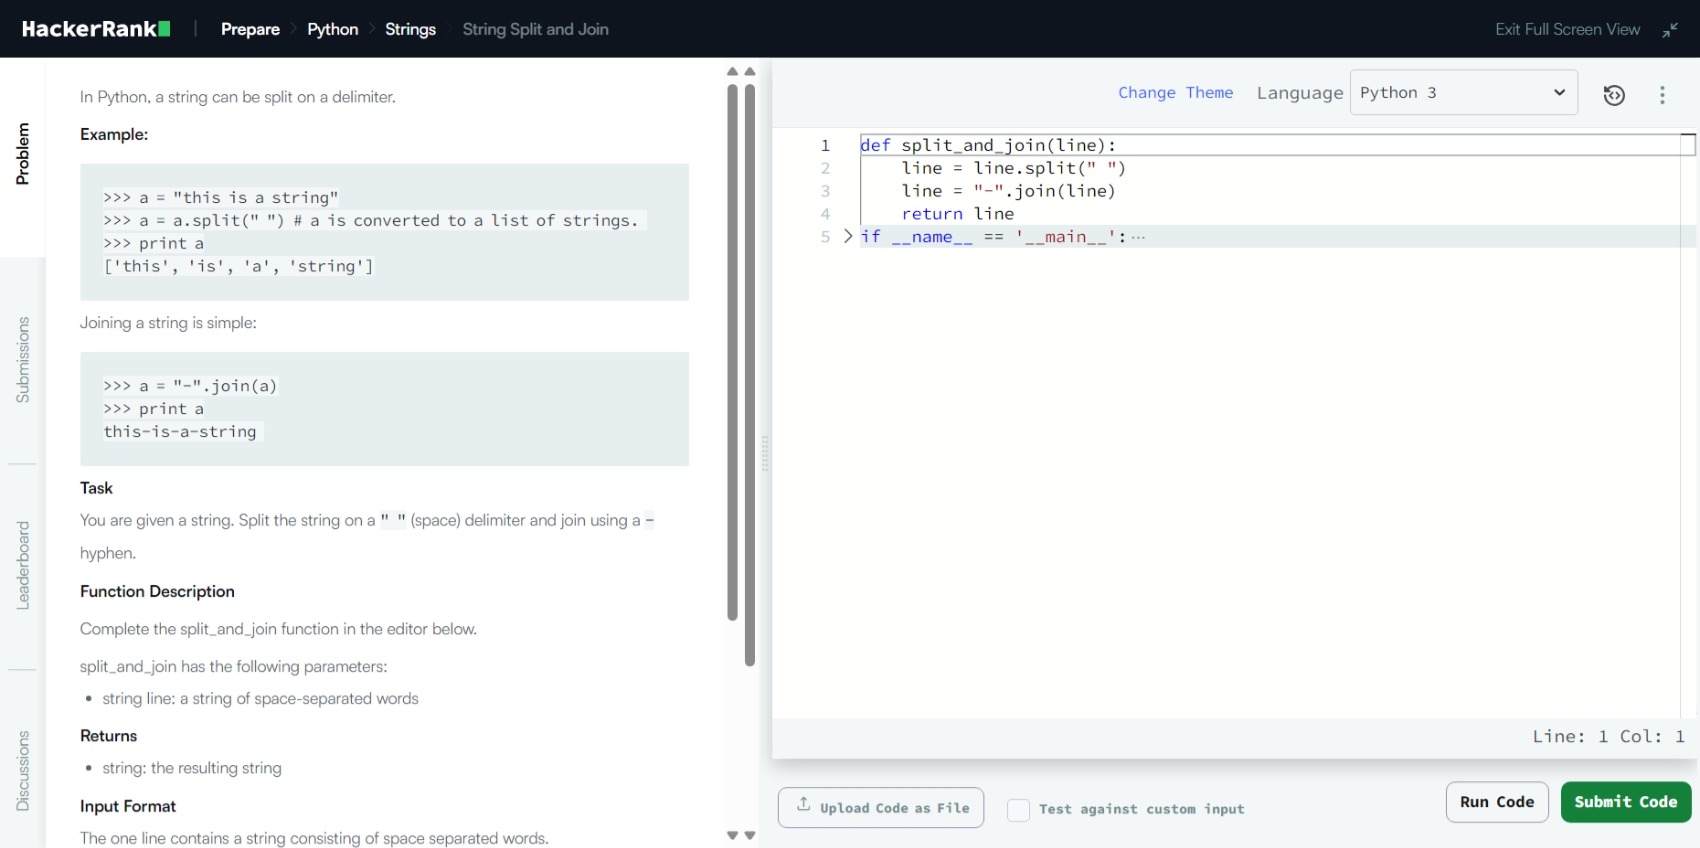 HackerRank
Prepare
Python
Strings
String Split and Join
Exit Full Screen View
Problem
Submissions
Leaderboard
Discussions
In Python, a string can be split on a delimiter.
Example:
>>> a = "this is a string"
>>> a = a.split(" ") # a is converted to a list of strings.
>>> print a
['this', 'is', 'a', 'string']
Joining a string is simple:
>>> a = "-".join(a)
>>> print a
this-is-a-string
Task
You are given a string. Split the string on a " " (space) delimiter and join using a -
hyphen.
Function Description
Complete the split_and_join function in the editor below.
split_and_join has the following parameters:
• string line: a string of space-separated words
Returns
• string: the resulting string
Input Format
The one line contains a string consisting of space separated words.
Change Theme
Language
Python 3
1 def split_and_join(line):
2 line = line.split(" ")
3 line = "-".join(line)
4 return line
5 if __name__ == '__main__':⋯
Line: 1 Col: 1
Upload Code as File
Test against custom input
Run Code
Submit Code